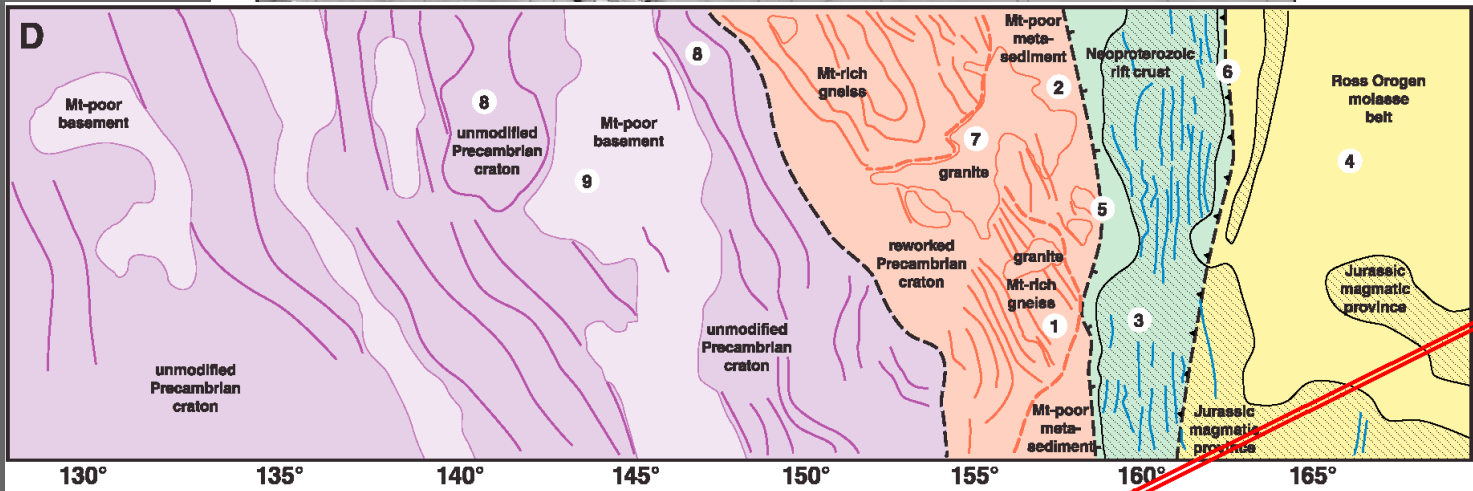 D
Mt-poor
basement
8
unmodified
Precambrian
craton
Mt-poor
basement
9
8
unmodified
Precambrian
craton
unmodified
Precambrian
craton
Mt-rich
gneiss
Mt-poor
meta-
sediment
2
7
granite
reworked
Precambrian
craton
granite
Mt-rich
gneiss
1
Mt-poor
meta-
sediment
5
Neoproterozoic
rift crust
6
3
Ross Orogen
molasse
belt
4
Jurassic
magmatic
province
Jurassic
magmatic
province
130° 135° 140° 145° 150° 155° 160° 165°